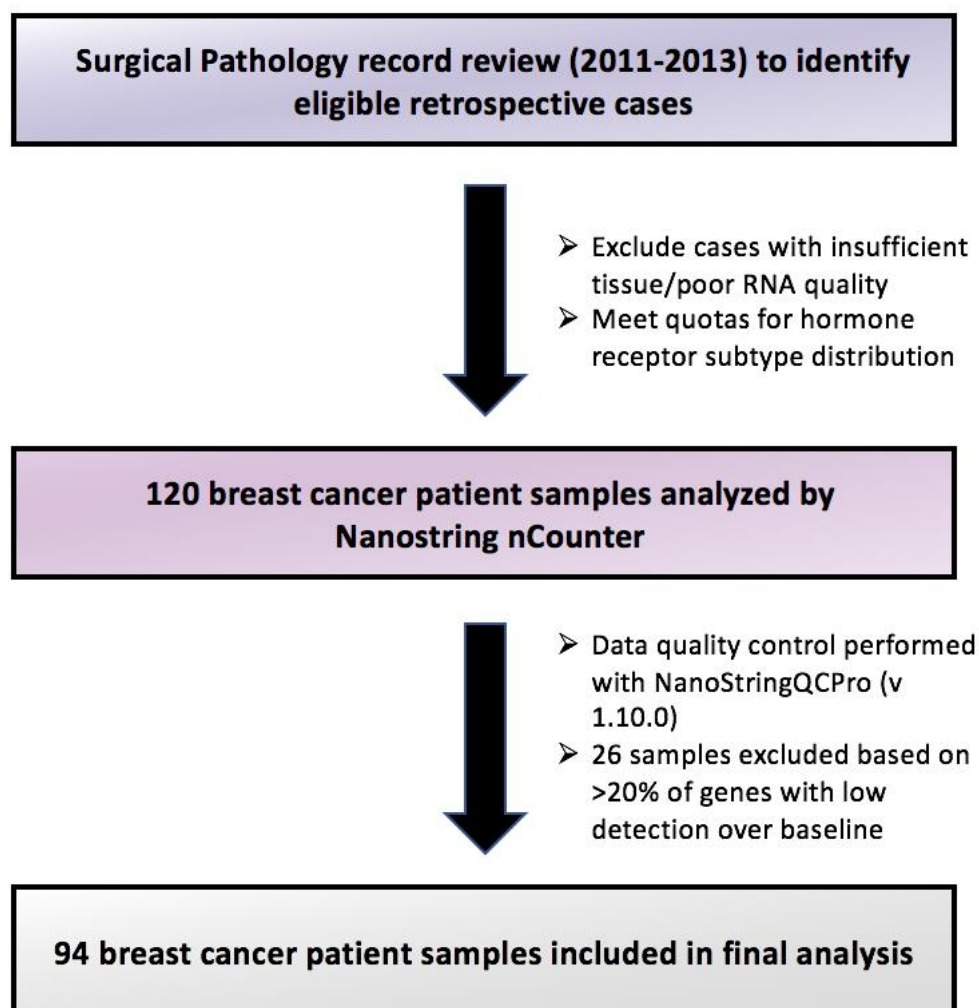 Surgical Pathology record review (2011-2013) to identify
eligible retrospective cases
➢ Exclude cases with insufficient
tissue/poor RNA quality
➢ Meet quotas for hormone
receptor subtype distribution
120 breast cancer patient samples analyzed by
Nanostring nCounter
➢ Data quality control performed
with NanoStringQCPro (v
1.10.0)
➢ 26 samples excluded based on
>20% of genes with low
detection over baseline
94 breast cancer patient samples included in final analysis